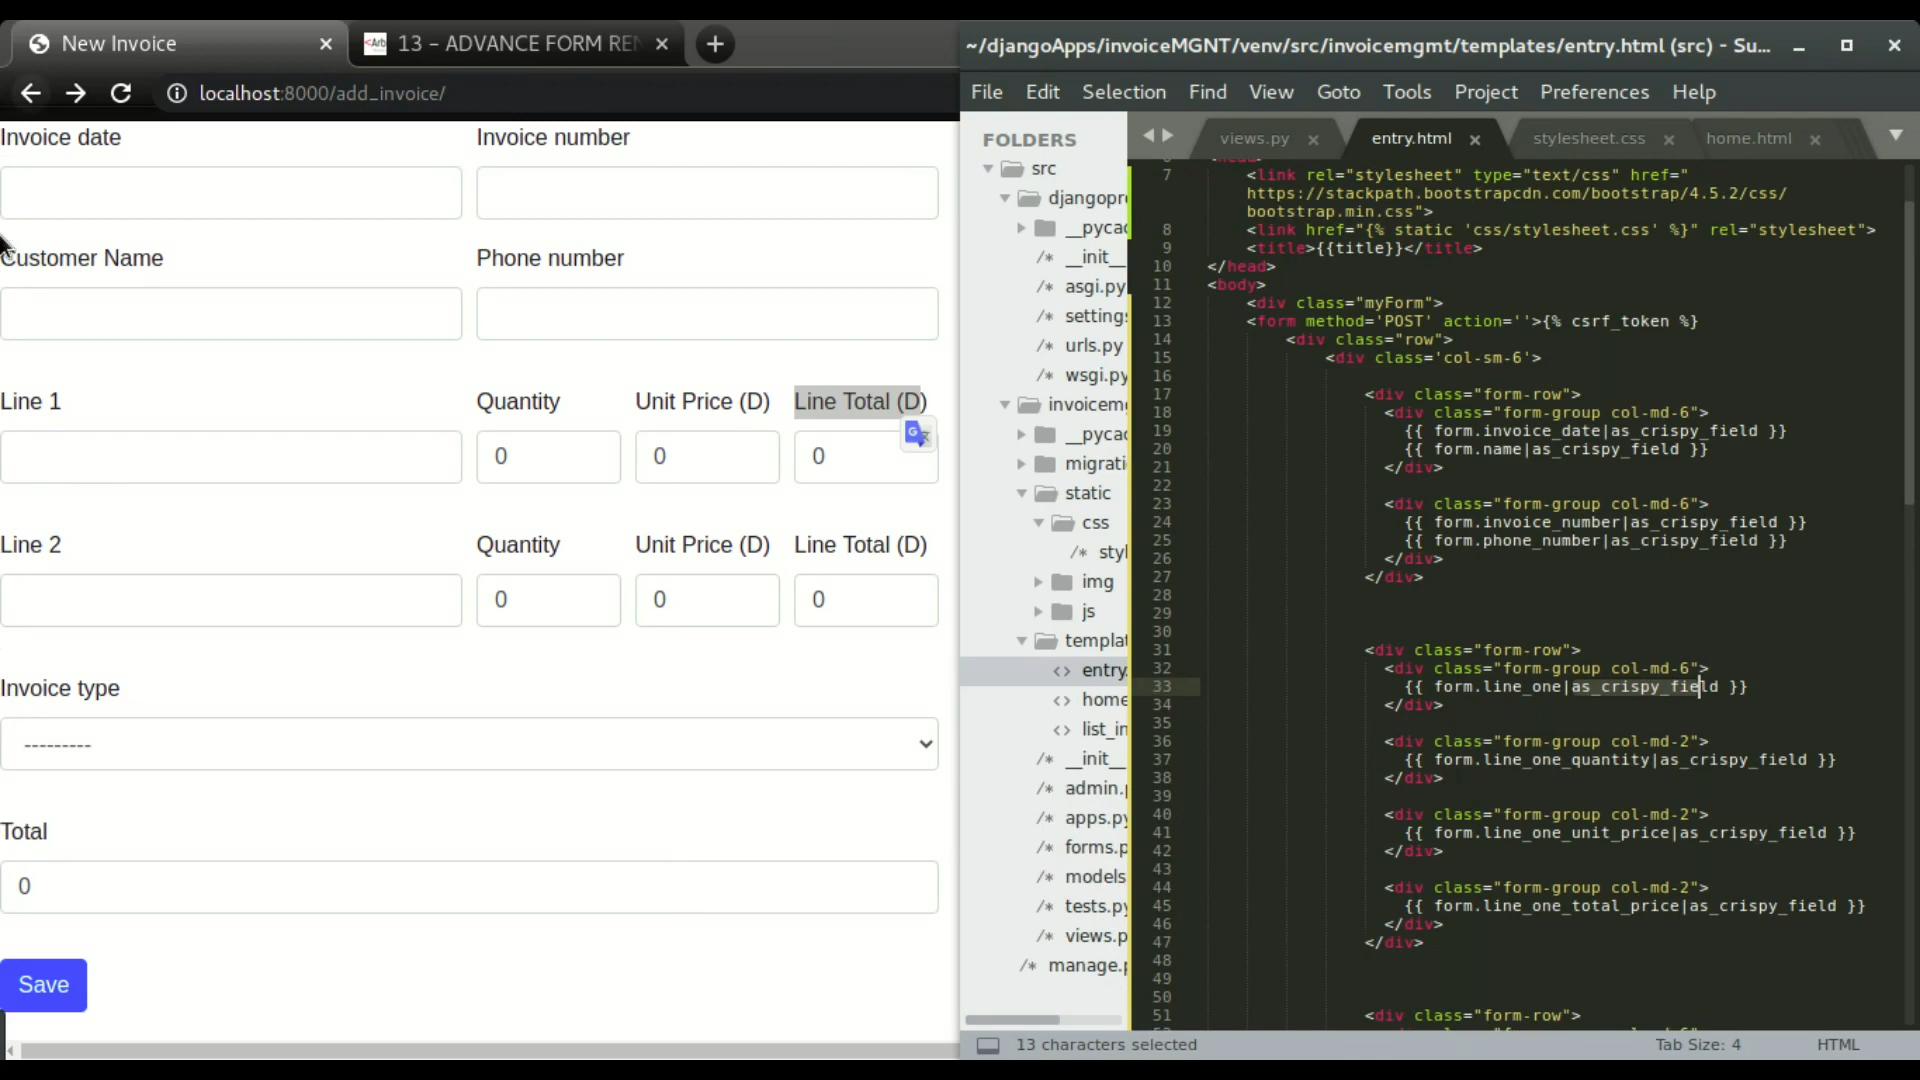 New Invoice
13 – ADVANCE FORM REN
localhost:8000/add_invoice/
Invoice date
Invoice number
Customer Name
Phone number
Line 1
Quantity
Unit Price (D)
Line Total (D)
0
0
0
Line 2
Quantity
Unit Price (D)
Line Total (D)
0
0
0
Invoice type
---------
Total
0
Save
~/djangoApps/invoiceMGNT/venv/src/invoicemgmt/templates/entry.html (src) - Su...
File Edit Selection Find View Goto Tools Project Preferences Help
FOLDERS
src
djangopr
__pycac
__init__
asgi.py
settings
urls.py
wsgi.py
invoicem
__pycac
migrati
static
css
styl
img
js
templat
entry.
home
list_in
__init__
admin.
apps.py
forms.p
models
tests.py
views.p
manage.p
views.py
entry.html
stylesheet.css
home.html
7 <link rel="stylesheet" type="text/css" href="
https://stackpath.bootstrapcdn.com/bootstrap/4.5.2/css/
bootstrap.min.css">
8 <link href="{% static 'css/stylesheet.css' %}" rel="stylesheet">
9 <title>{{title}}</title>
10 </head>
11 <body>
12 <div class="myForm">
13 <form method='POST' action=''>{% csrf_token %}
14 <div class="row">
15 <div class='col-sm-6'>
16
17 <div class="form-row">
18 <div class="form-group col-md-6">
19 {{ form.invoice_date|as_crispy_field }}
20 {{ form.name|as_crispy_field }}
21 </div>
22
23 <div class="form-group col-md-6">
24 {{ form.invoice_number|as_crispy_field }}
25 {{ form.phone_number|as_crispy_field }}
26 </div>
27 </div>
28
29
30
31 <div class="form-row">
32 <div class="form-group col-md-6">
33 {{ form.line_one|as_crispy_field }}
34 </div>
35
36 <div class="form-group col-md-2">
37 {{ form.line_one_quantity|as_crispy_field }}
38 </div>
39
40 <div class="form-group col-md-2">
41 {{ form.line_one_unit_price|as_crispy_field }}
42 </div>
43
44 <div class="form-group col-md-2">
45 {{ form.line_one_total_price|as_crispy_field }}
46 </div>
47 </div>
48
49
50
51 <div class="form-row">
13 characters selected
Tab Size: 4
HTML